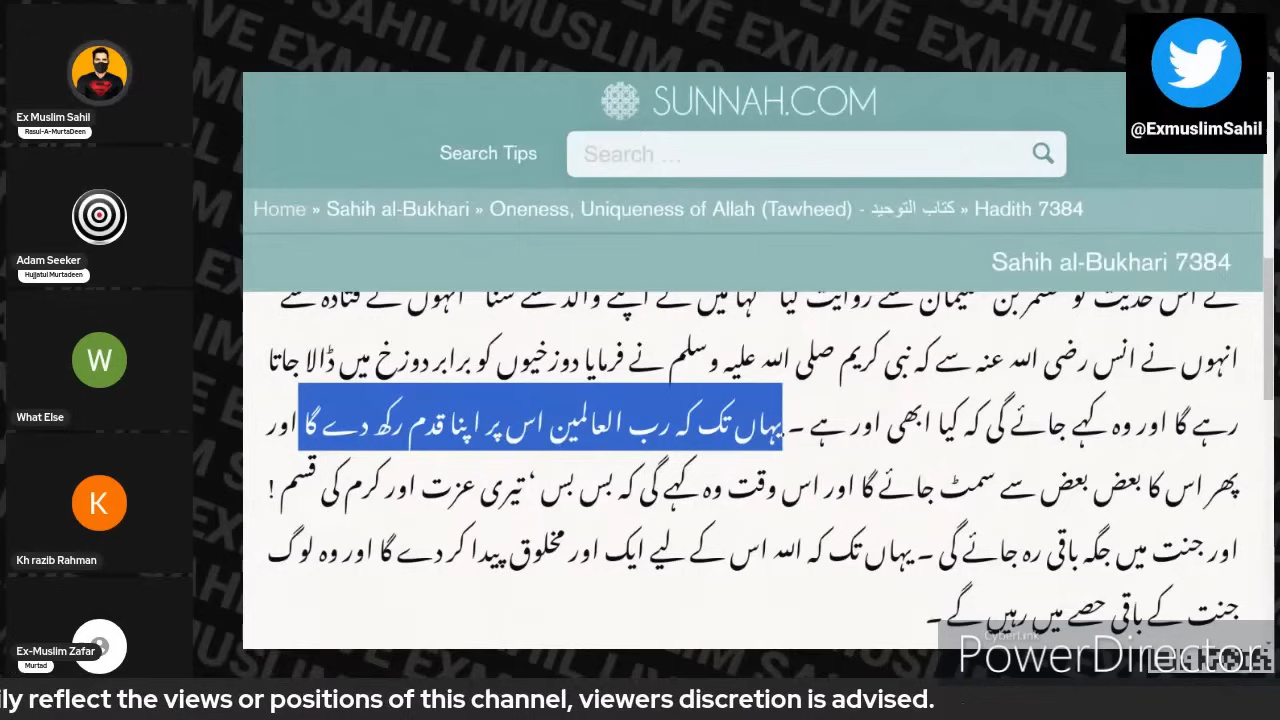 Ex Muslim Sahil
Rasul-A-MurtaDeen
Adam Seeker
Hujjatul Murtadeen
W
What Else
K
Kh razib Rahman
Ex-Muslim Zafar
Murtad
@ExmuslimSahil
SUNNAH.COM
Search Tips
Search ...
Home » Sahih al-Bukhari » Oneness, Uniqueness of Allah (Tawheed) - كتاب التوحيد » Hadith 7384
Sahih al-Bukhari 7384
انہوں نے انس رضی اللہ عنہ سے کہ نبی کریم صلی اللہ علیہ وسلم نے فرمایا دوزخیوں کو برابر دوزخ میں ڈالا جاتا
رہے گا اور وہ کہے جائے گی کہ کیا ابھی اور ہے ۔ یہاں تک کہ رب العالمین اس پر اپنا قدم رکھ دے گا اور
پھر اس کا بعض بعض سے سمٹ جائے گا اور اس وقت وہ کہے گی کہ بس بس ‘ تیری عزت اور کرم کی قسم !
اور جنت میں جگہ باقی رہ جائے گی ۔ یہاں تک کہ اللہ اس کے لیے ایک اور مخلوق پیدا کر دے گا اور وہ لوگ
جنت کے باقی حصے میں رہیں گے ۔
CyberLink
PowerDirector
ily reflect the views or positions of this channel, viewers discretion is advised.